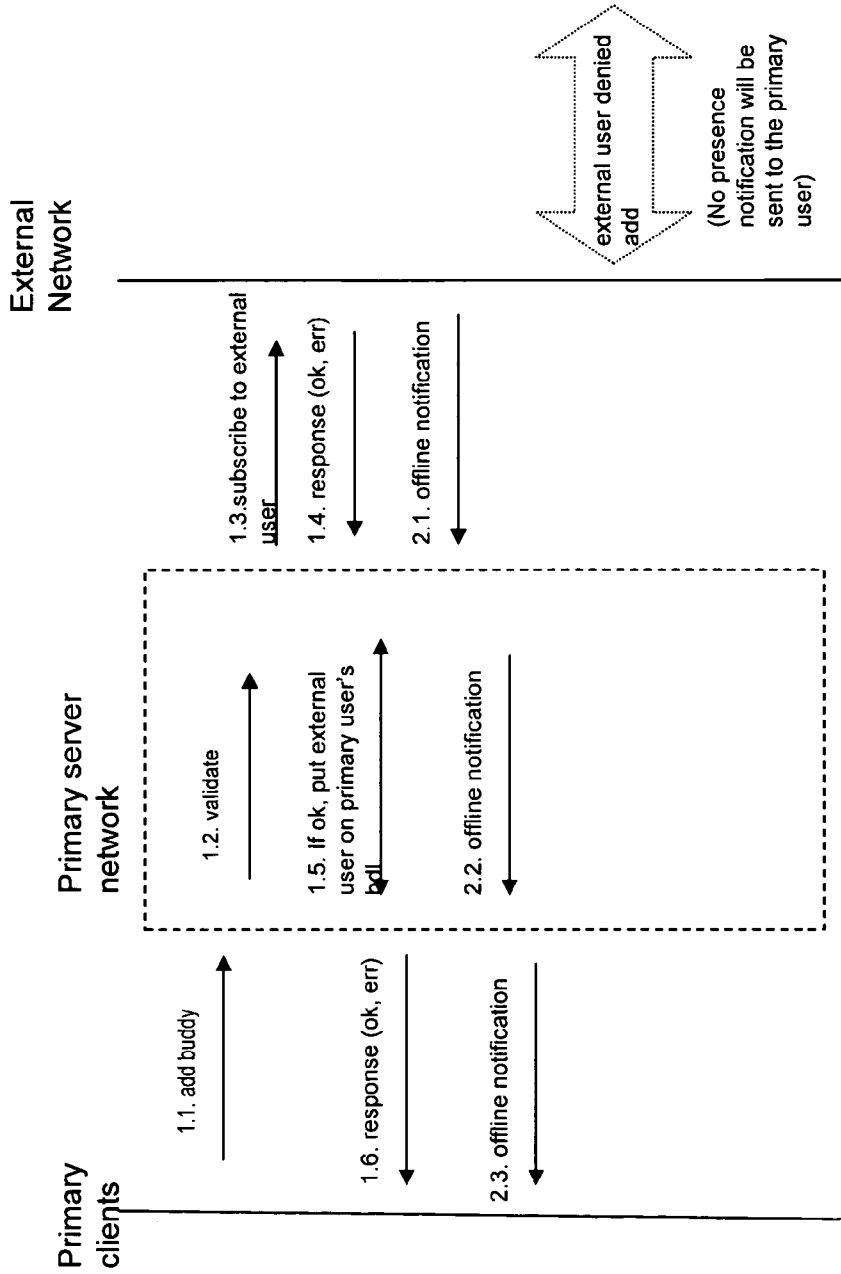 Primary
clients
Primary server
network
External
Network
1.1. add buddy
1.2. validate
1.3.subscribe to external
user
1.4. response (ok, err)
1.5. If ok, put external
user on primary user's
bdl
1.6. response (ok, err)
2.1. offline notification
2.2. offline notification
2.3. offline notification
external user denied
add
(No presence
notification will be
sent to the primary
user)